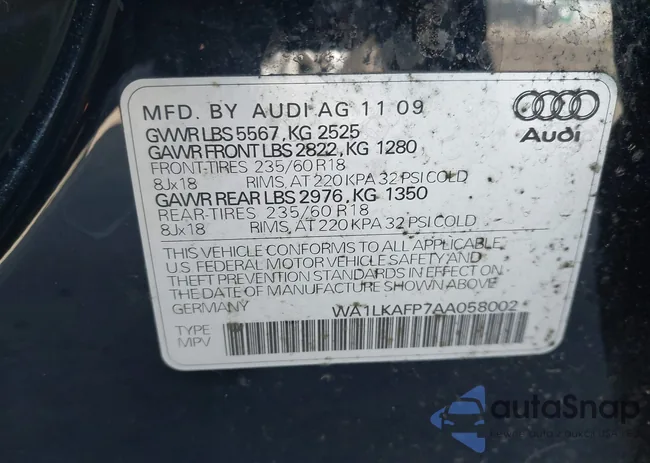 MFD. BY AUDI AG 11 09
GVWR LBS 5567, KG 2525
GAWR FRONT LBS 2822, KG 1280
FRONT-TIRES 235/60 R18
8Jx18 RIMS, AT 220 KPA 32 PSI COLD
GAWR REAR LBS 2976, KG 1350
REAR-TIRES 235/60 R18
8Jx18 RIMS, AT 220 KPA 32 PSI COLD
THIS VEHICLE CONFORMS TO ALL APPLICABLE
U.S. FEDERAL MOTOR VEHICLE SAFETY AND
THEFT PREVENTION STANDARDS IN EFFECT ON
THE DATE OF MANUFACTURE SHOWN ABOVE
GERMANY WA1LKAFP7AA058002
TYPE
MPV
Audi
autoSnap